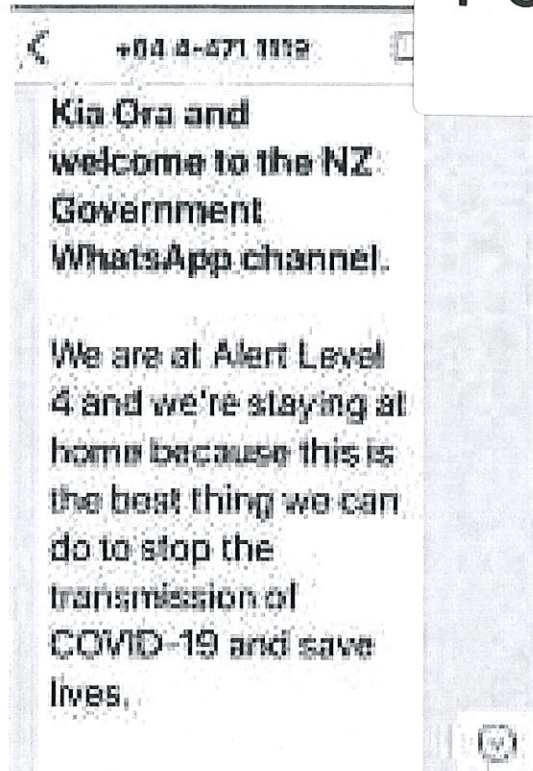 Kia Ora and
welcome to the NZ
Government
WhatsApp channel.
We are at Alert Level
4 and we're staying at
home because this is
the best thing we can
do to stop the
transmission of
COVID-19 and save
lives.